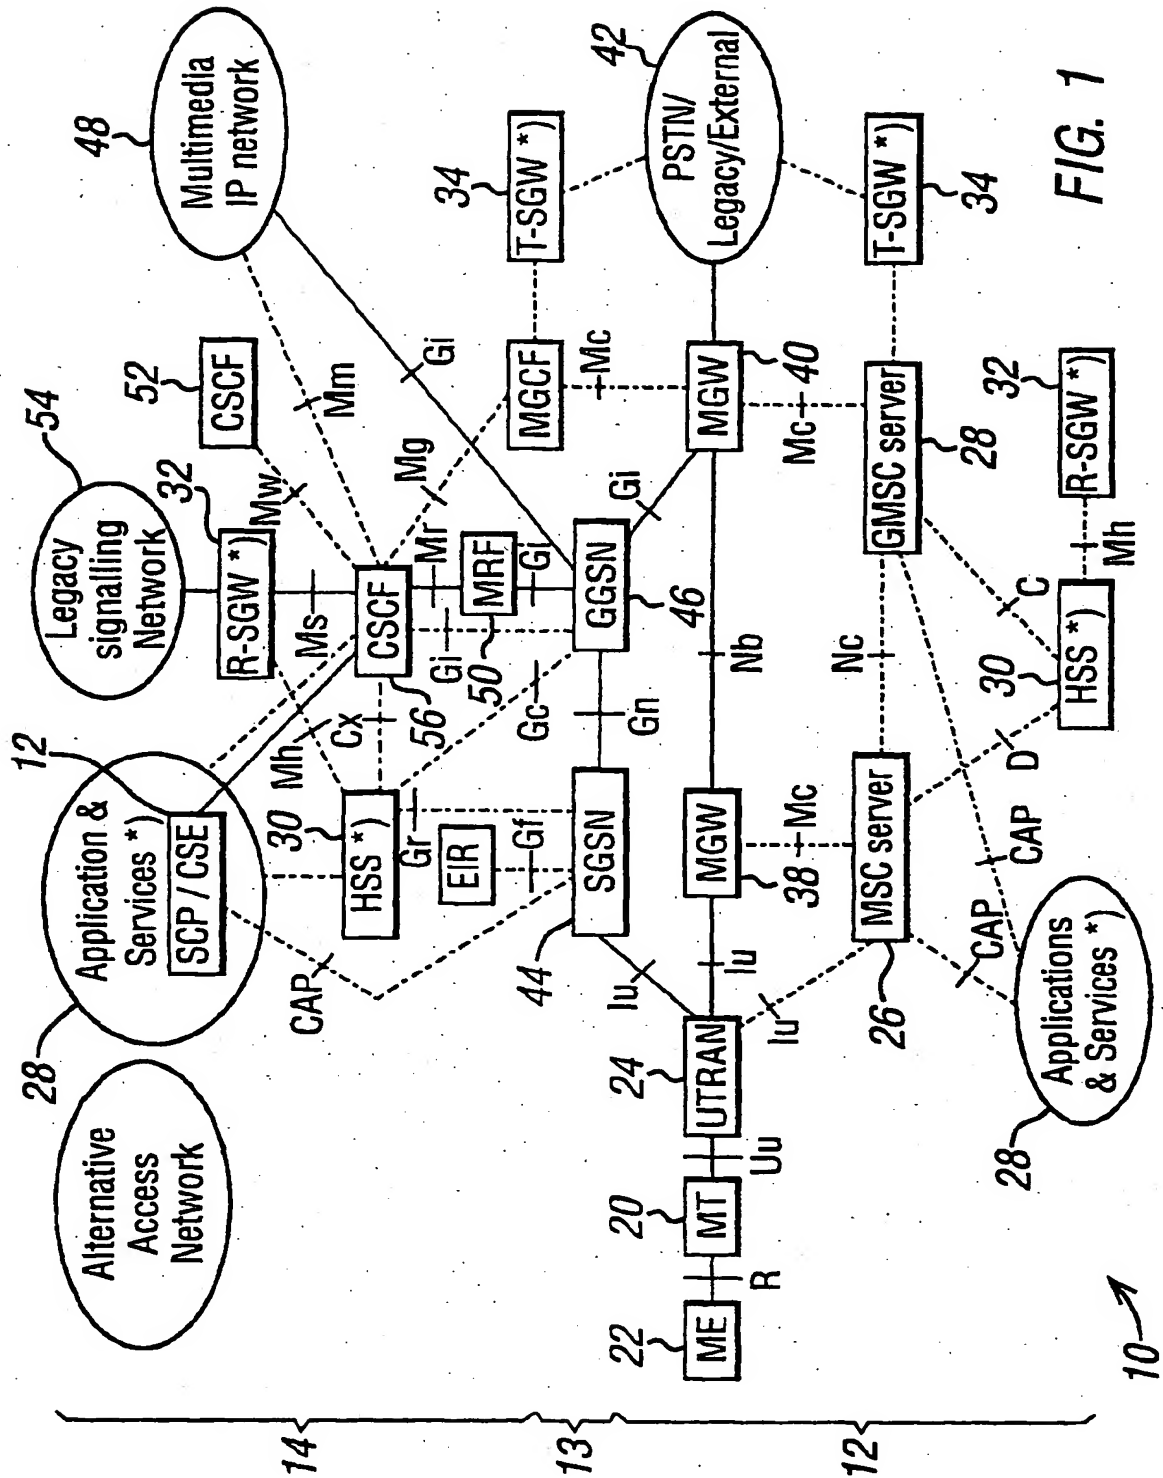 14
13
12
10
Alternative
Access
Network
28
Application &
Services *)
SCP / CSE
12
Legacy
signalling
Network
54
R-SGW *)
32
Mw
CSCF
52
Multimedia
IP network
48
Mm
Gi
Ms
Mh
Cx
CAP
HSS *)
30
Gr
EIR
Gf
CSCF
56
Gi
Mr
MRF
50
Gi
Gc
Mg
MGCF
Mc
T-SGW *)
34
SGSN
44
Gn
GGSN
46
Gi
Iu
ME
22
R
MT
20
Uu
UTRAN
24
Iu
Iu
MGW
38
Mc
Nb
MGW
40
Mc
PSTN/
Legacy/External
42
MSC server
26
Nc
GMSC server
28
T-SGW *)
34
CAP
CAP
D
C
Applications
& Services *)
28
HSS *)
30
Mh
R-SGW *)
32
FIG. 1